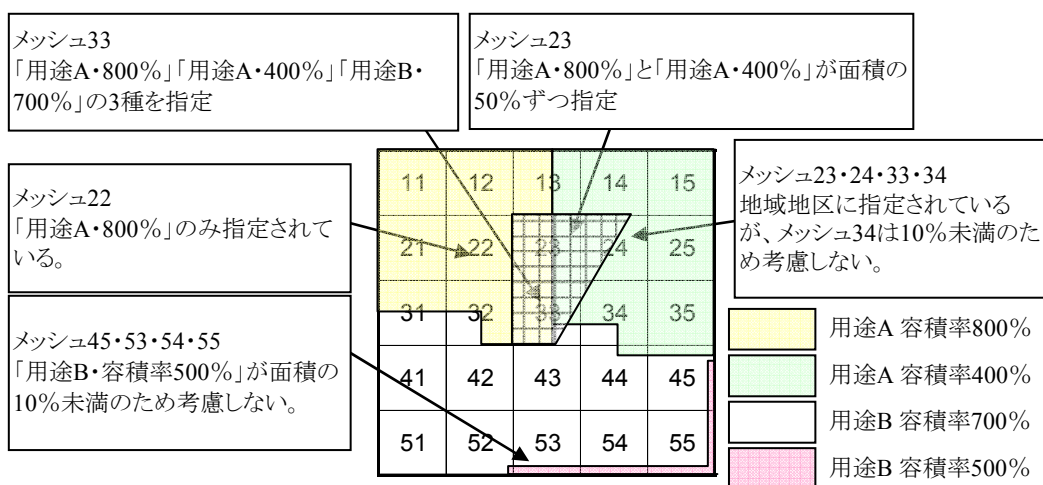 メッシュ33
「用途A・800％」「用途A・400％」「用途B・
700％」の3種を指定
メッシュ23
「用途A・800％」と「用途A・400％」が面積の
50％ずつ指定
メッシュ22
「用途A・800％」のみ指定されて
いる。
メッシュ23・24・33・34
地域地区に指定されている
が、メッシュ34は10％未満のた
め考慮しない。
メッシュ45・53・54・55
「用途B・容積率500％」が面積の
10％未満のため考慮しない。
11 12 13 14 15
21 22 23 24 25
31 32 33 34 35
41 42 43 44 45
51 52 53 54 55
用途A 容積率800％
用途A 容積率400％
用途B 容積率700％
用途B 容積率500％